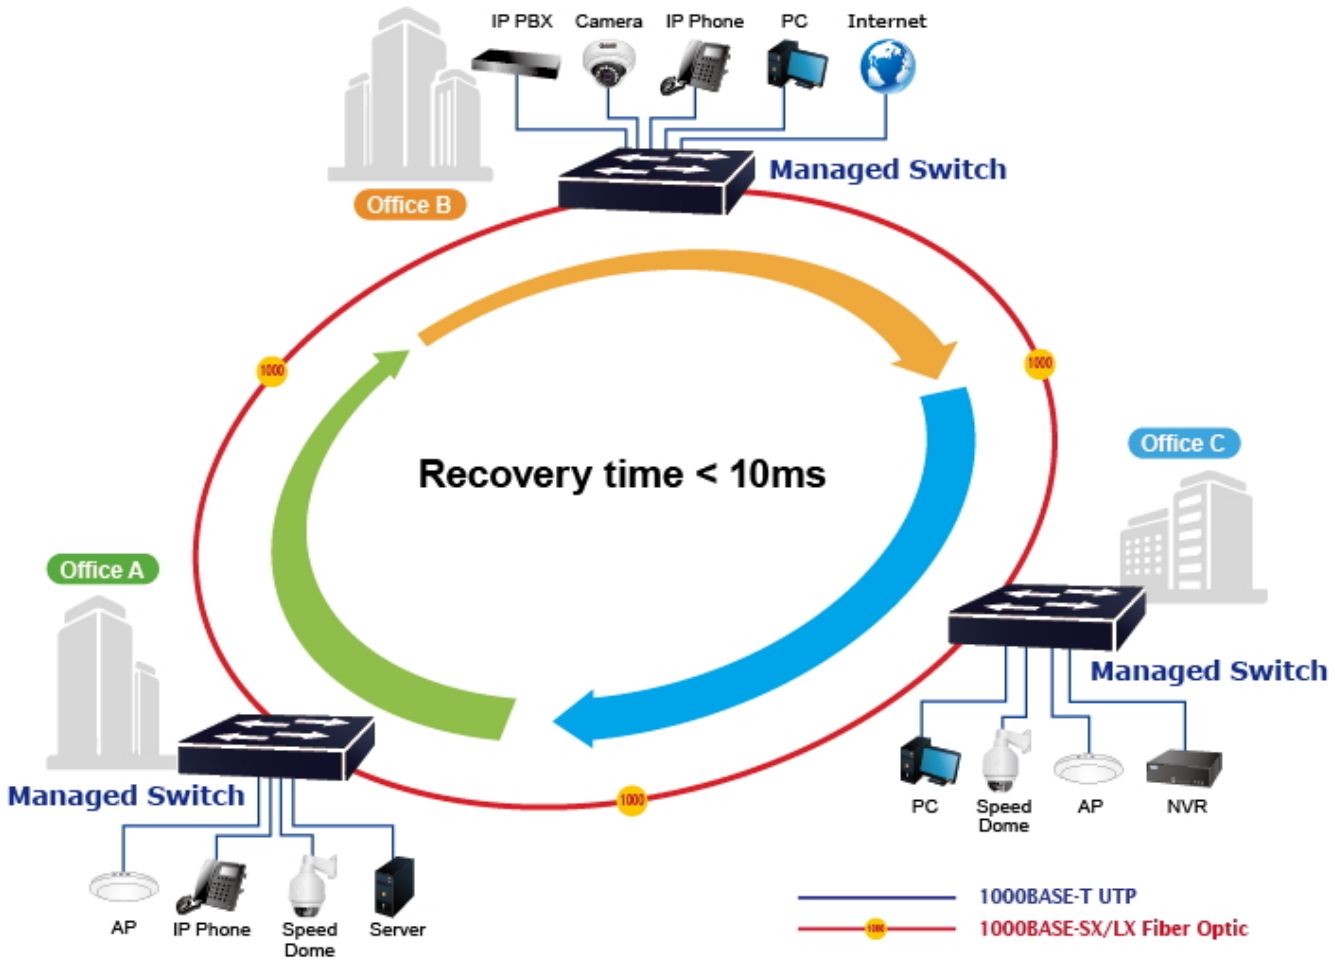 IP PBX
Camera
IP Phone
PC
Internet
Managed Switch
Office B
1000
1000
Recovery time < 10ms
Office C
Office A
Managed Switch
Managed Switch
PC
Speed
Dome
AP
NVR
1000
AP
IP Phone
Speed
Dome
Server
1000BASE-T UTP
1000
1000BASE-SX/LX Fiber Optic